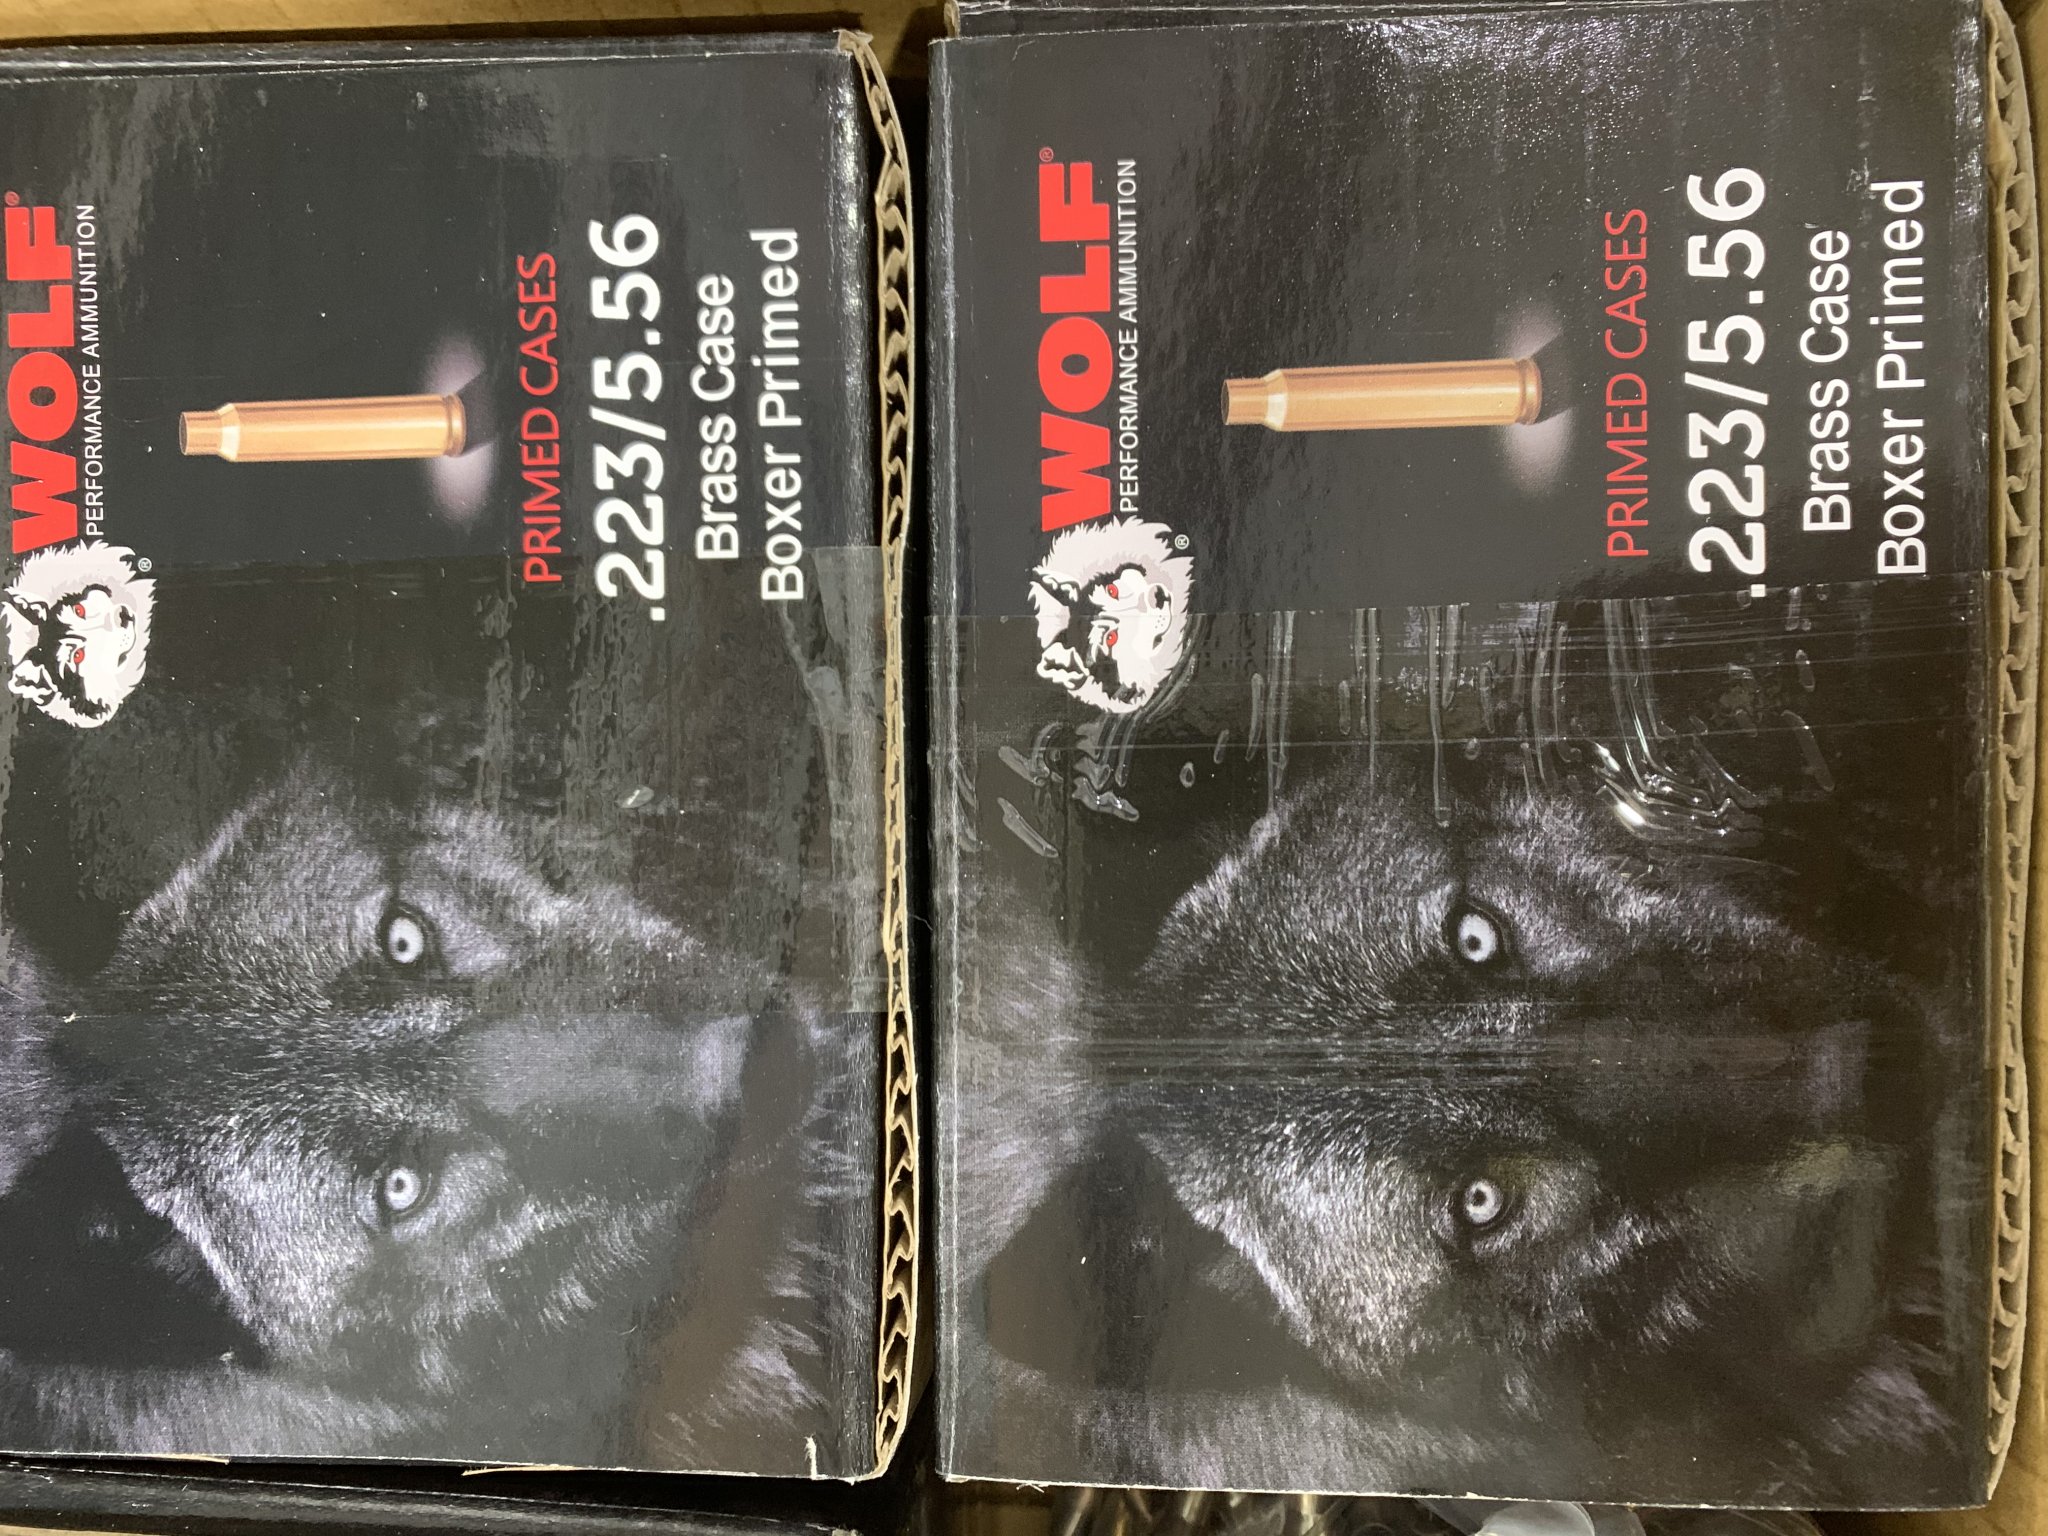 WOLF®
PERFORMANCE AMMUNITION
®
PRIMED CASES
.223/5.56
Brass Case
Boxer Primed
WOLF®
PERFORMANCE AMMUNITION
®
PRIMED CASES
.223/5.56
Brass Case
Boxer Primed